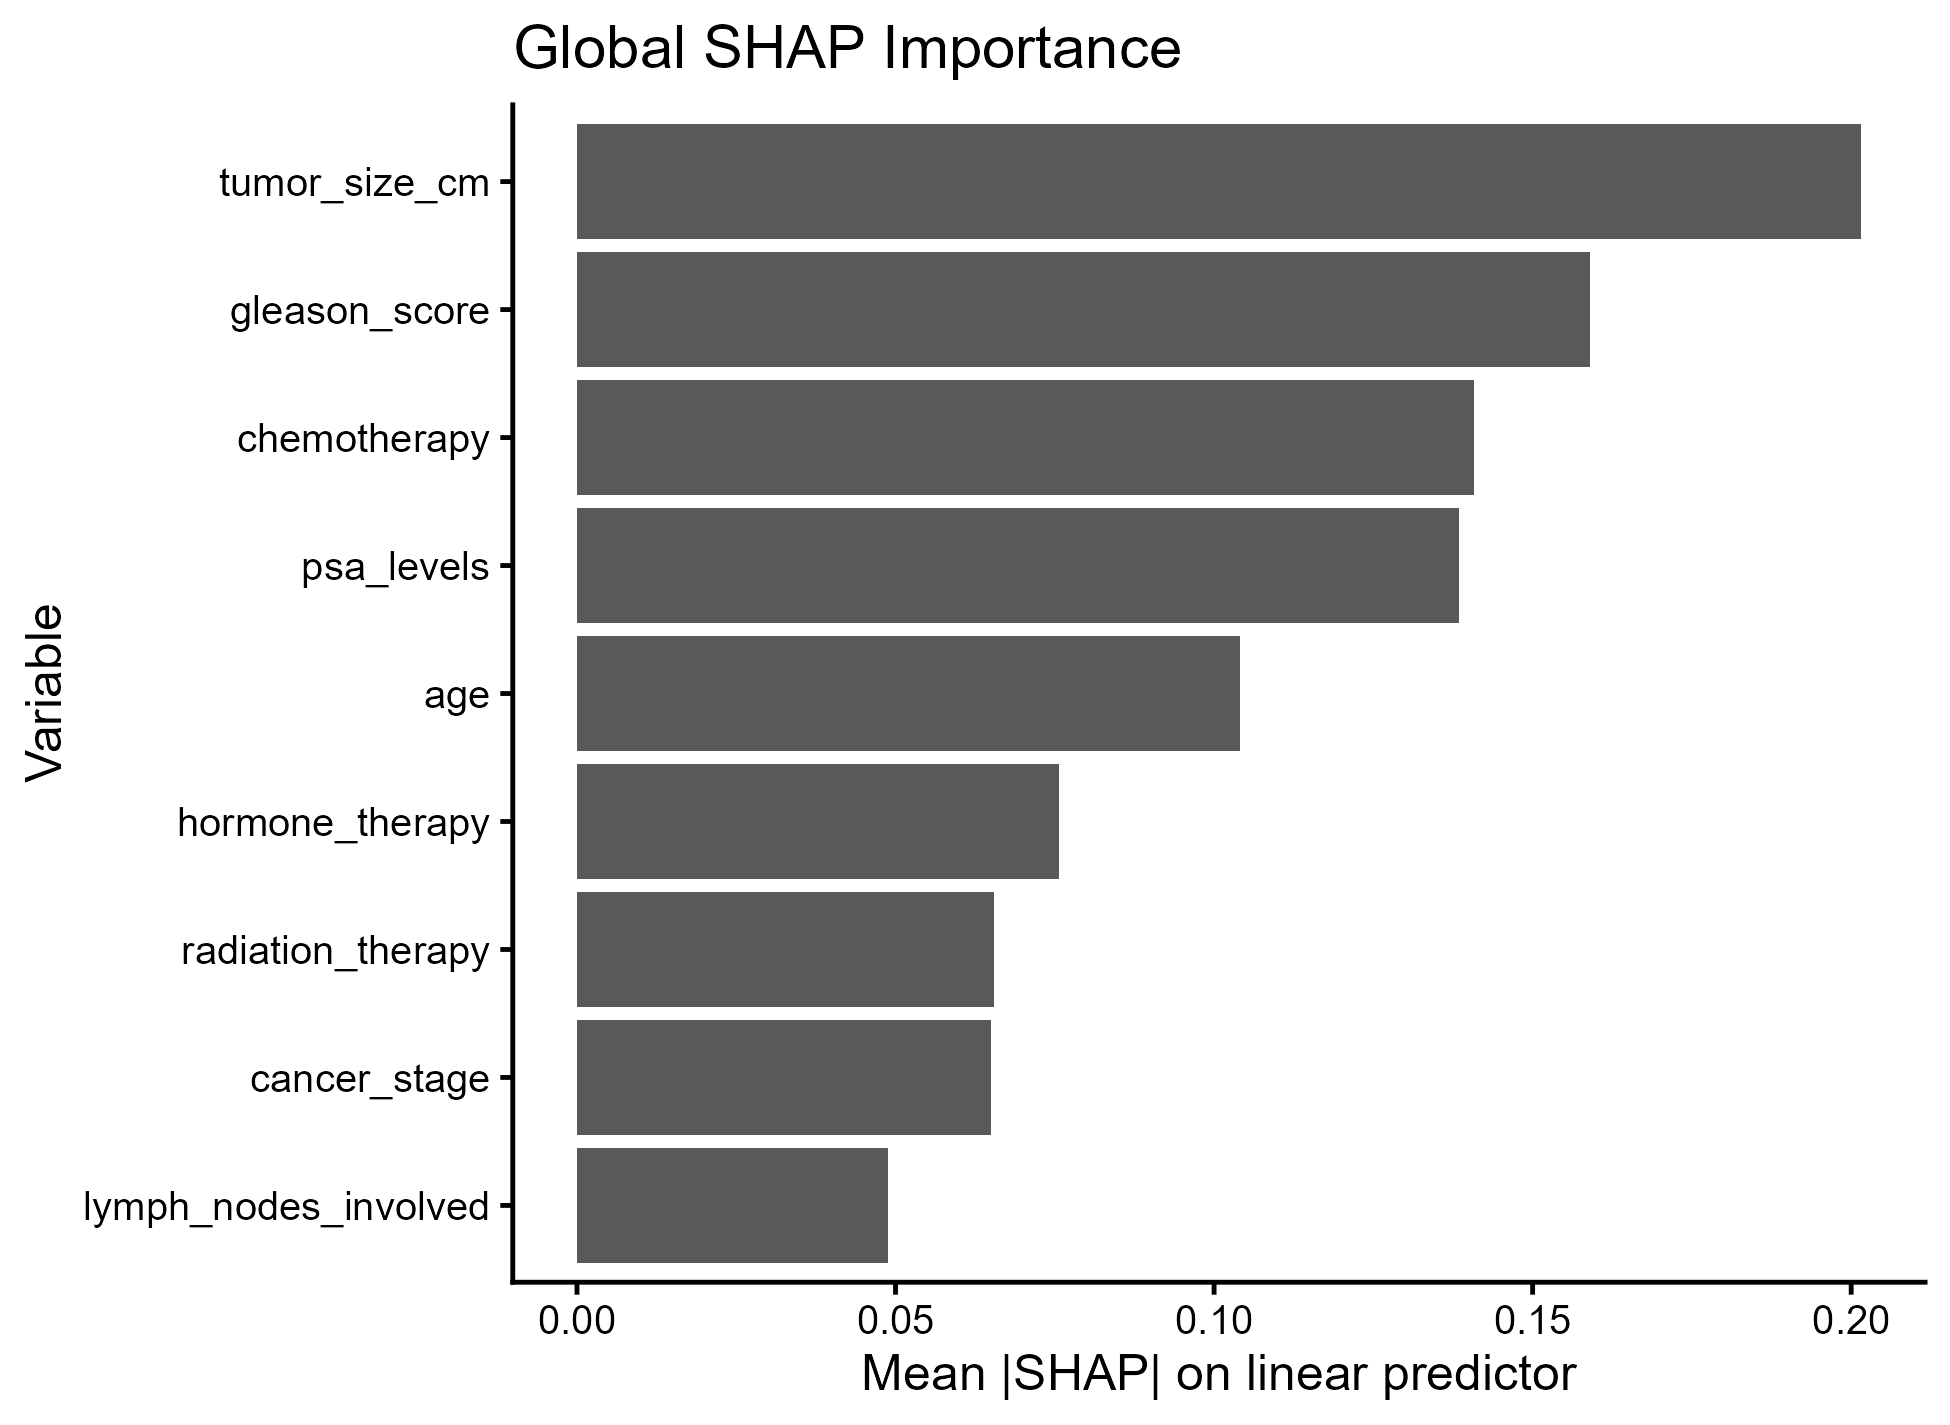 Global SHAP Importance
tumor_size_cm
gleason_score
chemotherapy
psa_levels
age
hormone_therapy
radiation_therapy
cancer_stage
lymph_nodes_involved
Variable
0.00 0.05 0.10 0.15 0.20
Mean |SHAP| on linear predictor